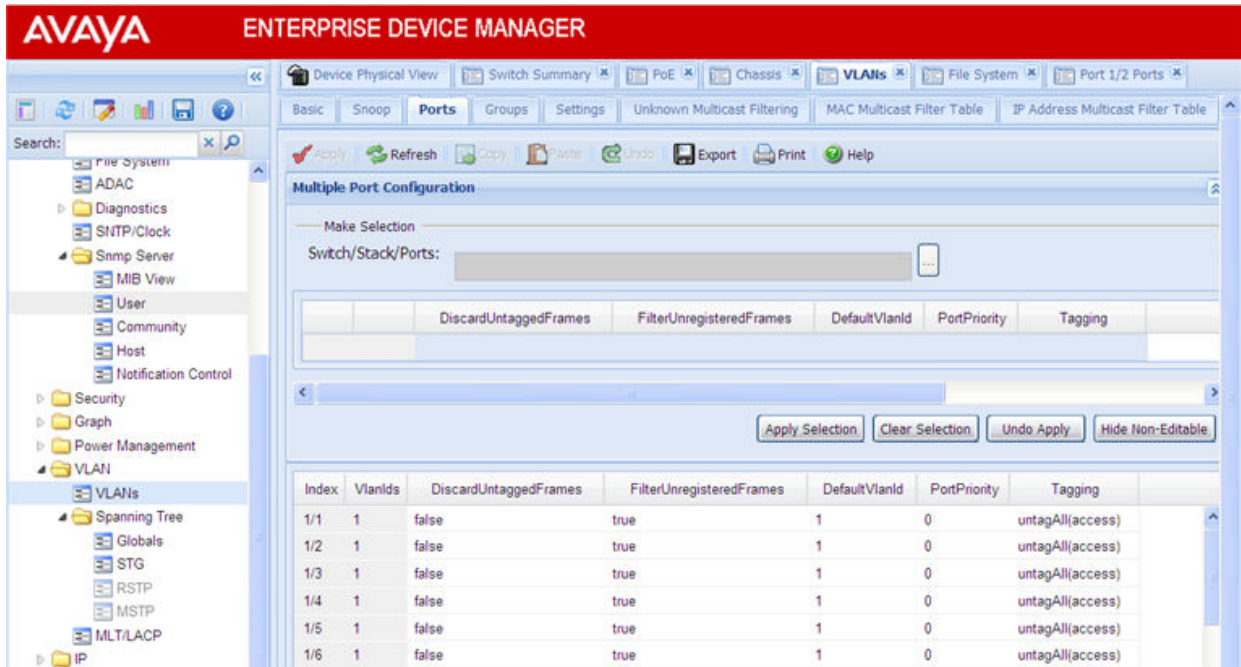 AVAYA ENTERPRISE DEVICE MANAGER
Device Physical View Switch Summary PoE Chassis VLANs File System Port 1/2 Ports
Basic Snoop Ports Groups Settings Unknown Multicast Filtering MAC Multicast Filter Table IP Address Multicast Filter Table
Search:
File System
ADAC
Diagnostics
SNTP/Clock
Snmp Server
MIB View
User
Community
Host
Notification Control
Security
Graph
Power Management
VLAN
VLANs
Spanning Tree
Globals
STG
RSTP
MSTP
MLT/LACP
IP
Apply Refresh Copy Paste Undo Export Print Help
Multiple Port Configuration
Make Selection
Switch/Stack/Ports: ...
DiscardUntaggedFrames FilterUnregisteredFrames DefaultVlanId PortPriority Tagging
Apply Selection Clear Selection Undo Apply Hide Non-Editable
Index VlanIds DiscardUntaggedFrames FilterUnregisteredFrames DefaultVlanId PortPriority Tagging
1/1 1 false true 1 0 untagAll(access)
1/2 1 false true 1 0 untagAll(access)
1/3 1 false true 1 0 untagAll(access)
1/4 1 false true 1 0 untagAll(access)
1/5 1 false true 1 0 untagAll(access)
1/6 1 false true 1 0 untagAll(access)